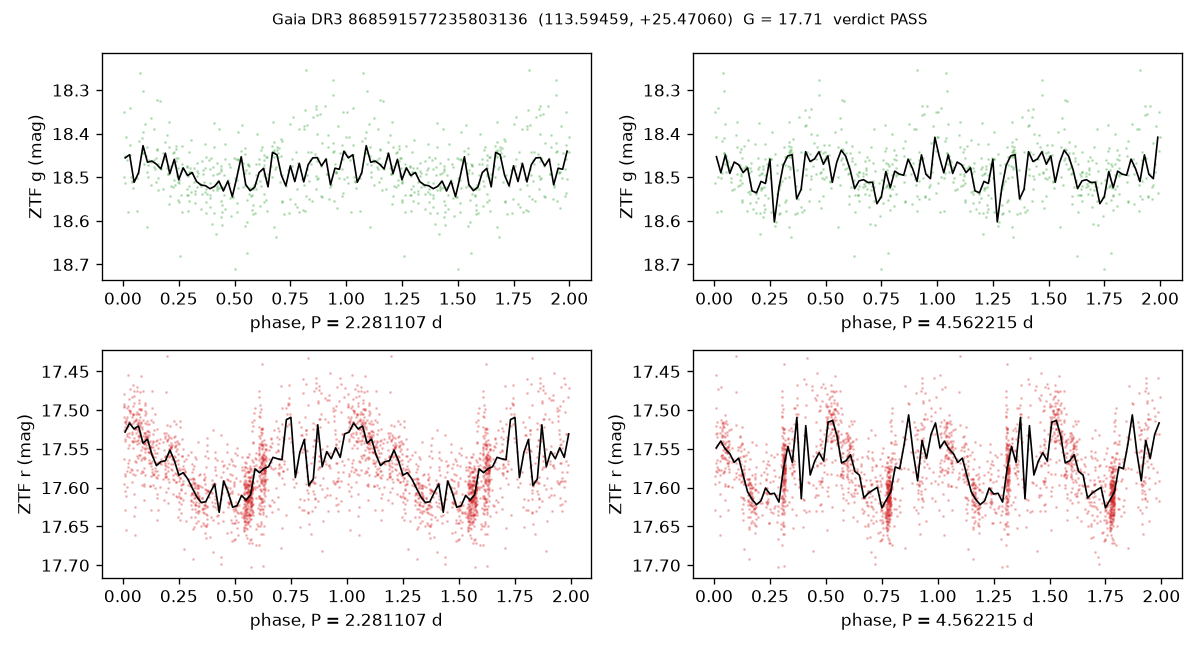 Gaia DR3 868591577235803136 (113.59459, +25.47060) G = 17.71 verdict PASS
ZTF g (mag)
18.3
18.4
18.5
18.6
18.7
0.00 0.25 0.50 0.75 1.00 1.25 1.50 1.75 2.00
phase, P = 2.281107 d
ZTF g (mag)
18.3
18.4
18.5
18.6
18.7
0.00 0.25 0.50 0.75 1.00 1.25 1.50 1.75 2.00
phase, P = 4.562215 d
ZTF r (mag)
17.45
17.50
17.55
17.60
17.65
17.70
0.00 0.25 0.50 0.75 1.00 1.25 1.50 1.75 2.00
phase, P = 2.281107 d
ZTF r (mag)
17.45
17.50
17.55
17.60
17.65
17.70
0.00 0.25 0.50 0.75 1.00 1.25 1.50 1.75 2.00
phase, P = 4.562215 d